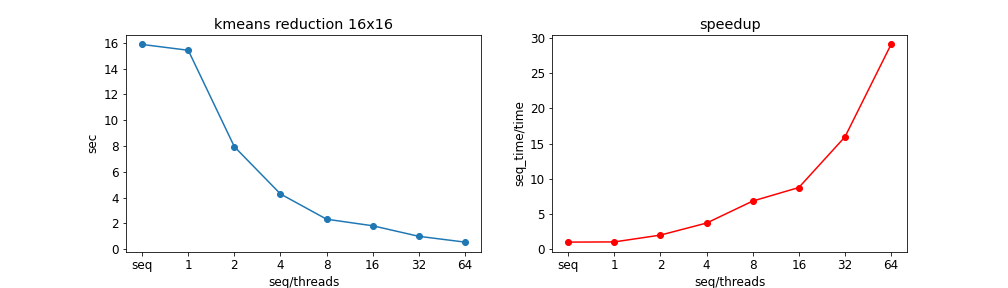 kmeans reduction 16x16
sec
16
14
12
10
8
6
4
2
0
seq 1 2 4 8 16 32 64
seq/threads
speedup
seq_time/time
30
25
20
15
10
5
0
seq 1 2 4 8 16 32 64
seq/threads